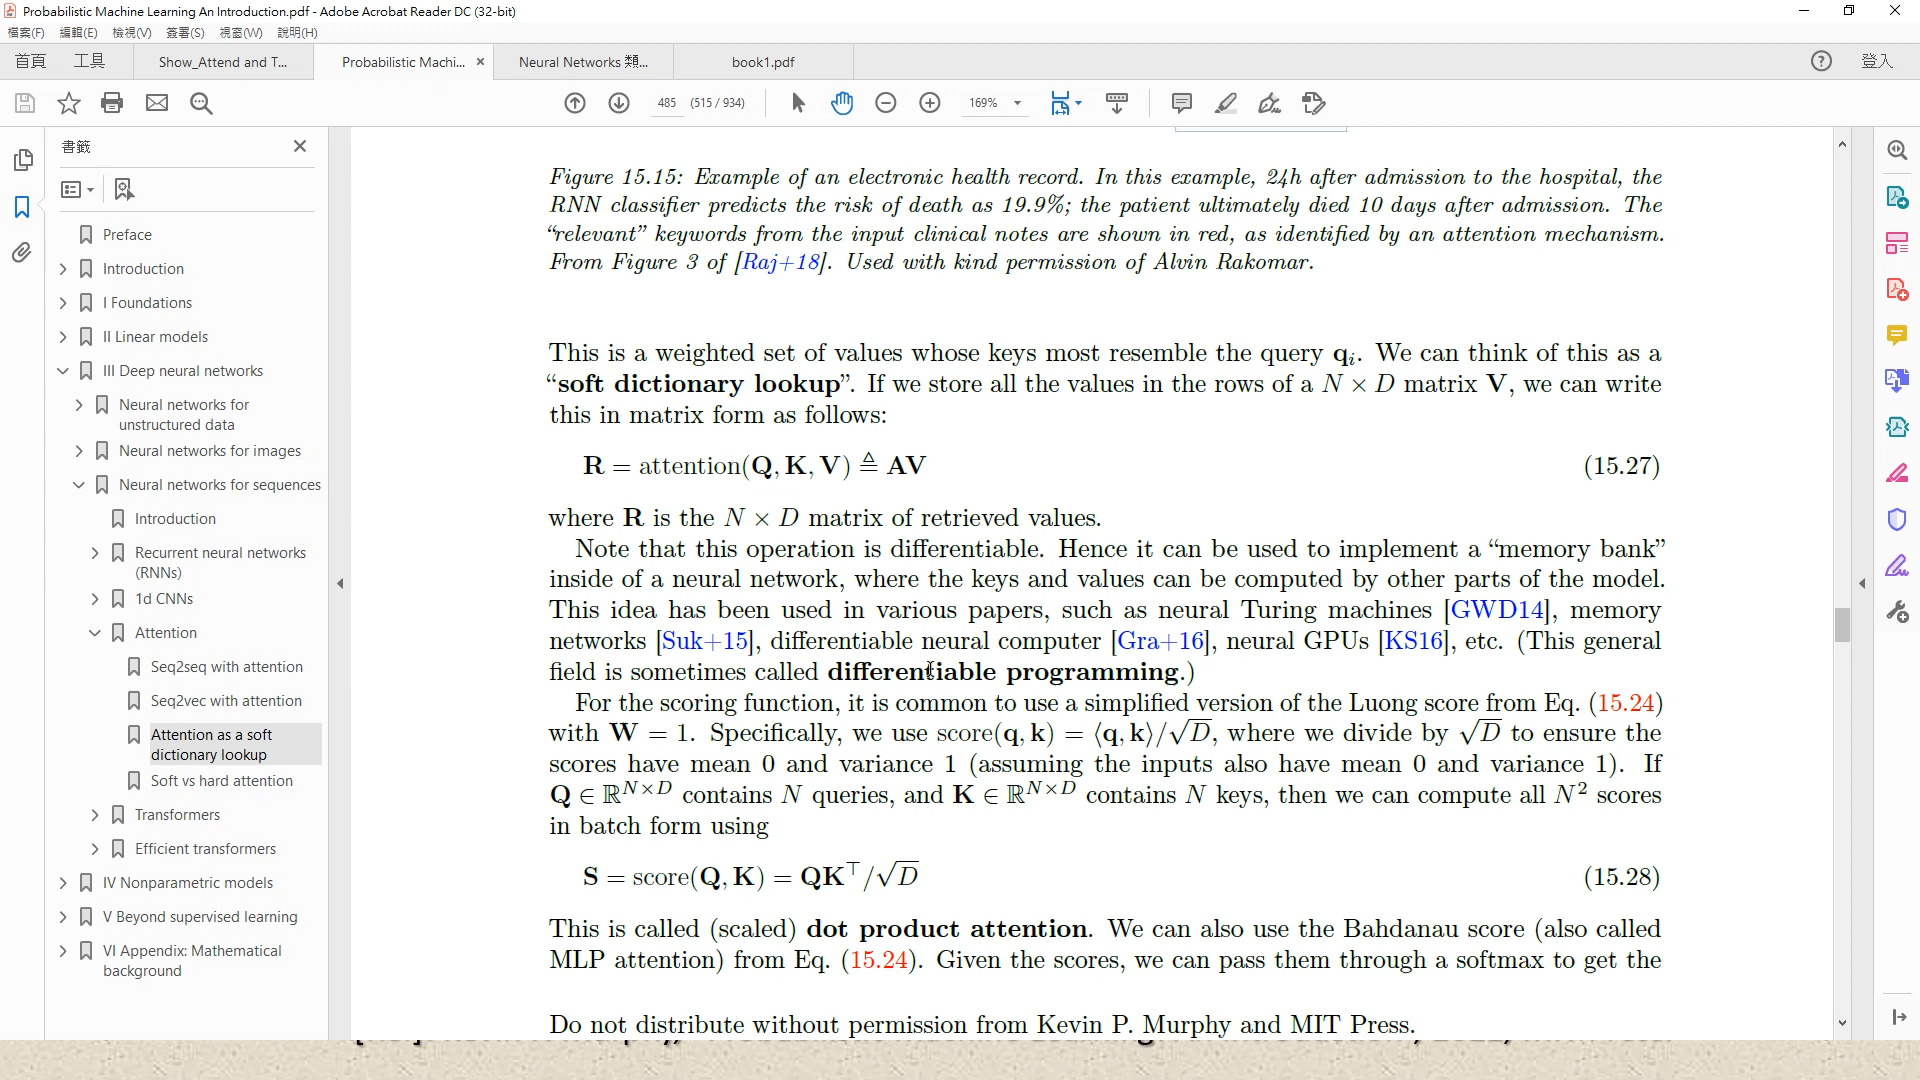 Probabilistic Machine Learning An Introduction.pdf - Adobe Acrobat Reader DC (32-bit)
檔案(F) 編輯(E) 檢視(V) 簽署(S) 視窗(W) 說明(H)
首頁 工具 Show_Attend and T... Probabilistic Machi... × Neural Networks 類... book1.pdf 登入
485 (515 / 934) 169%
書籤
Preface
Introduction
I Foundations
II Linear models
III Deep neural networks
Neural networks for
unstructured data
Neural networks for images
Neural networks for sequences
Introduction
Recurrent neural networks
(RNNs)
1d CNNs
Attention
Seq2seq with attention
Seq2vec with attention
Attention as a soft
dictionary lookup
Soft vs hard attention
Transformers
Efficient transformers
IV Nonparametric models
V Beyond supervised learning
VI Appendix: Mathematical
background
Figure 15.15: Example of an electronic health record. In this example, 24h after admission to the hospital, the
RNN classifier predicts the risk of death as 19.9%; the patient ultimately died 10 days after admission. The
“relevant” keywords from the input clinical notes are shown in red, as identified by an attention mechanism.
From Figure 3 of [Raj+18]. Used with kind permission of Alvin Rakomar.
This is a weighted set of values whose keys most resemble the query qᵢ. We can think of this as a
“soft dictionary lookup”. If we store all the values in the rows of a N × D matrix V, we can write
this in matrix form as follows:
R = attention(Q, K, V) ≜ AV (15.27)
where R is the N × D matrix of retrieved values.
Note that this operation is differentiable. Hence it can be used to implement a “memory bank”
inside of a neural network, where the keys and values can be computed by other parts of the model.
This idea has been used in various papers, such as neural Turing machines [GWD14], memory
networks [Suk+15], differentiable neural computer [Gra+16], neural GPUs [KS16], etc. (This general
field is sometimes called differentiable programming.)
For the scoring function, it is common to use a simplified version of the Luong score from Eq. (15.24)
with W = 1. Specifically, we use score(q, k) = ⟨q, k⟩/√D, where we divide by √D to ensure the
scores have mean 0 and variance 1 (assuming the inputs also have mean 0 and variance 1). If
Q ∈ ℝ^{N×D} contains N queries, and K ∈ ℝ^{N×D} contains N keys, then we can compute all N² scores
in batch form using
S = score(Q, K) = QK^⊤/√D (15.28)
This is called (scaled) dot product attention. We can also use the Bahdanau score (also called
MLP attention) from Eq. (15.24). Given the scores, we can pass them through a softmax to get the
Do not distribute without permission from Kevin P. Murphy and MIT Press.